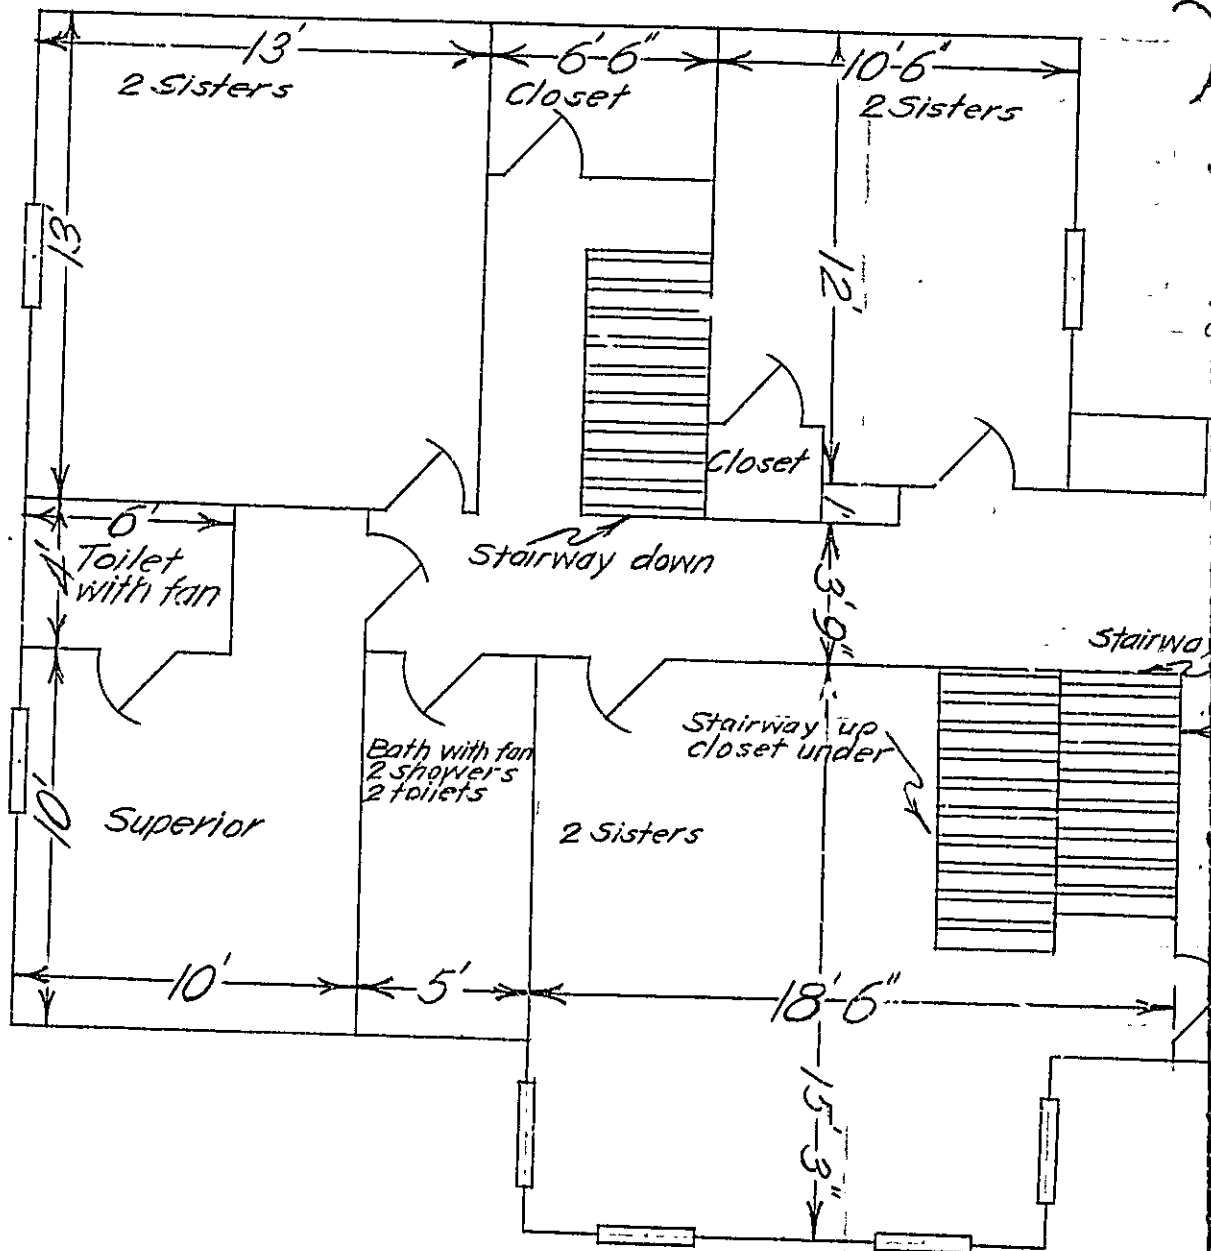 13'
6'-6"
10'-6"
2 Sisters
Closet
2 Sisters
13'
12'
Closet
6'
1'
4'
Toilet
with fan
Stairway down
3'-9"
Stairway
Stairway up
closet under
Bath with fan
2 showers
2 toilets
10'
Superior
2 Sisters
10'
5'
18'-6"
15'-3"